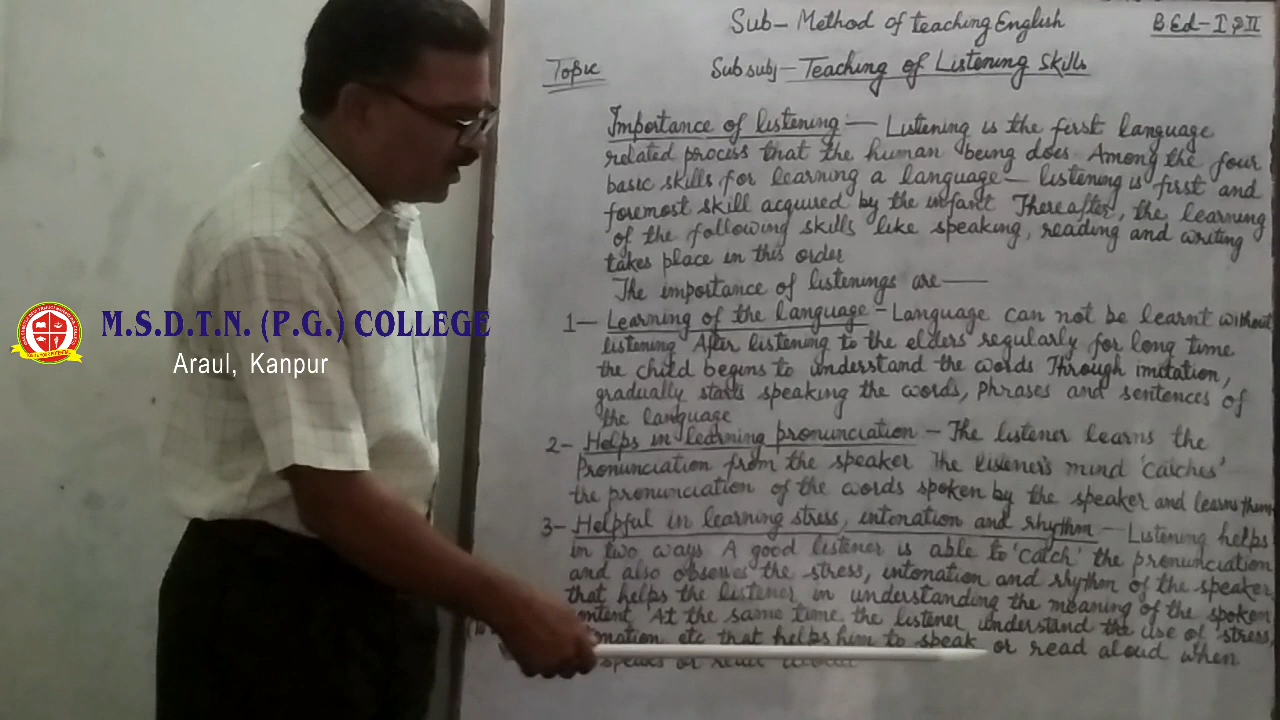 Sub- Method of teaching English
B Ed - I & II
Topic
Sub subj - Teaching of Listening Skills
Importance of listening :— Listening is the first language
related process that the human being does. Among the four
basic skills for learning a language — listening is first and
foremost skill acquired by the infant Thereafter, the learning
of the following skills like speaking, reading and writing
takes place in this order
The importance of listenings are —
1— Learning of the language - Language can not be learnt without
listening After listening to the elders' regularly for long time
the child begins to understand the words Through imitation,
gradually starts speaking the words, phrases and sentences of
the language
2- Helps in learning pronunciation - The listener learns the
Pronunciation from the speaker The listener's mind 'catches'
the pronunciation of the words spoken by the speaker and learns them
3- Helpful in learning stress, intonation and rhythm — Listening helps
in two ways A good listener is able to 'catch' the pronunciation
and also observes the stress, intonation and rhythm of the speaker,
that helps the listener in understanding the meaning of the spoken
content At the same time, the listener understand the use of 'stress,
etc that helps him to speak or read aloud when
speaks or read aloud
M.S.D.T.N. (P.G.) COLLEGE
Araul, Kanpur